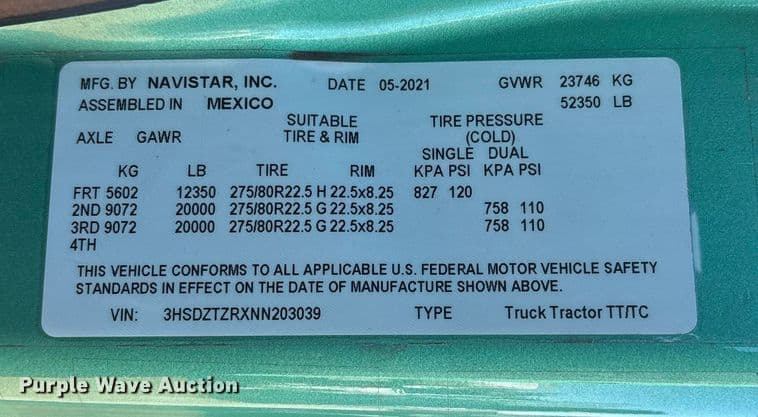 MFG. BY NAVISTAR, INC. DATE 05-2021 GVWR 23746 KG
ASSEMBLED IN MEXICO 52350 LB
SUITABLE TIRE PRESSURE
AXLE GAWR TIRE & RIM (COLD)
SINGLE DUAL
KG LB TIRE RIM KPA PSI KPA PSI
FRT 5602 12350 275/80R22.5 H 22.5x8.25 827 120
2ND 9072 20000 275/80R22.5 G 22.5x8.25 758 110
3RD 9072 20000 275/80R22.5 G 22.5x8.25 758 110
4TH
THIS VEHICLE CONFORMS TO ALL APPLICABLE U.S. FEDERAL MOTOR VEHICLE SAFETY
STANDARDS IN EFFECT ON THE DATE OF MANUFACTURE SHOWN ABOVE.
VIN: 3HSDZTZRXNN203039 TYPE Truck Tractor TT/TC
Purple Wave Auction